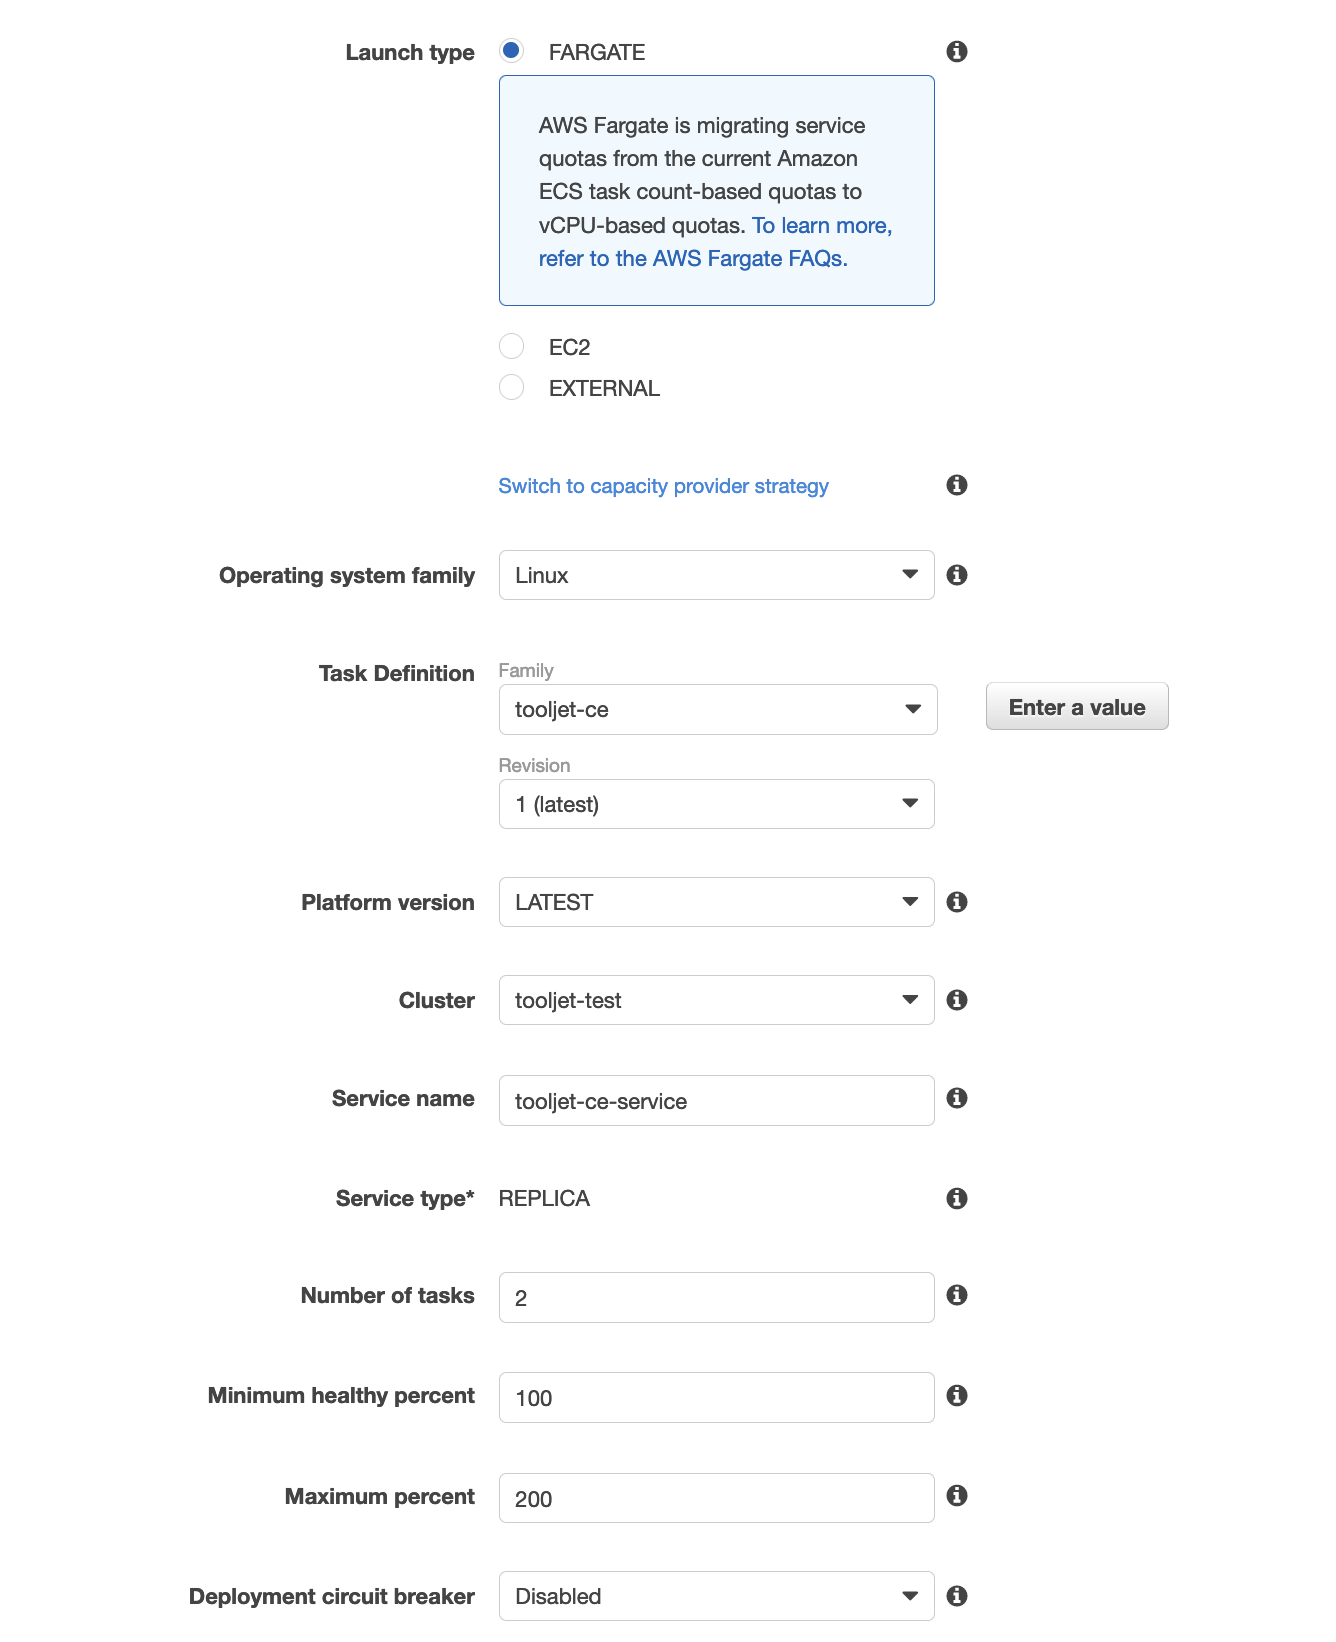 Launch type FARGATE
AWS Fargate is migrating service
quotas from the current Amazon
ECS task count-based quotas to
vCPU-based quotas. To learn more,
refer to the AWS Fargate FAQs.
EC2
EXTERNAL
Switch to capacity provider strategy
Operating system family Linux
Task Definition Family
tooljet-ce Enter a value
Revision
1 (latest)
Platform version LATEST
Cluster tooljet-test
Service name tooljet-ce-service
Service type* REPLICA
Number of tasks 2
Minimum healthy percent 100
Maximum percent 200
Deployment circuit breaker Disabled